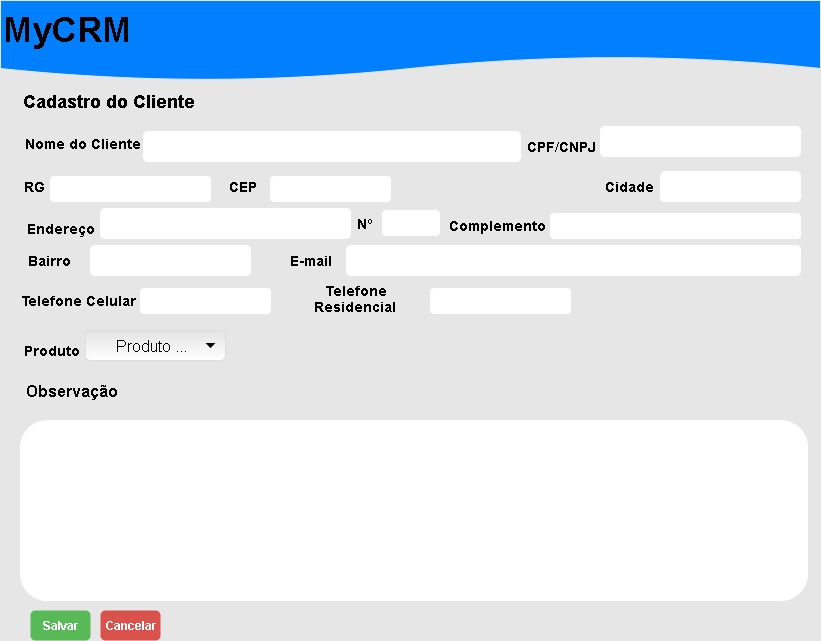 MyCRM
Cadastro do Cliente
Nome do Cliente CPF/CNPJ
RG CEP Cidade
Endereço Nº Complemento
Bairro E-mail
Telefone Celular Telefone
Residencial
Produto Produto ...
Observação
Salvar Cancelar